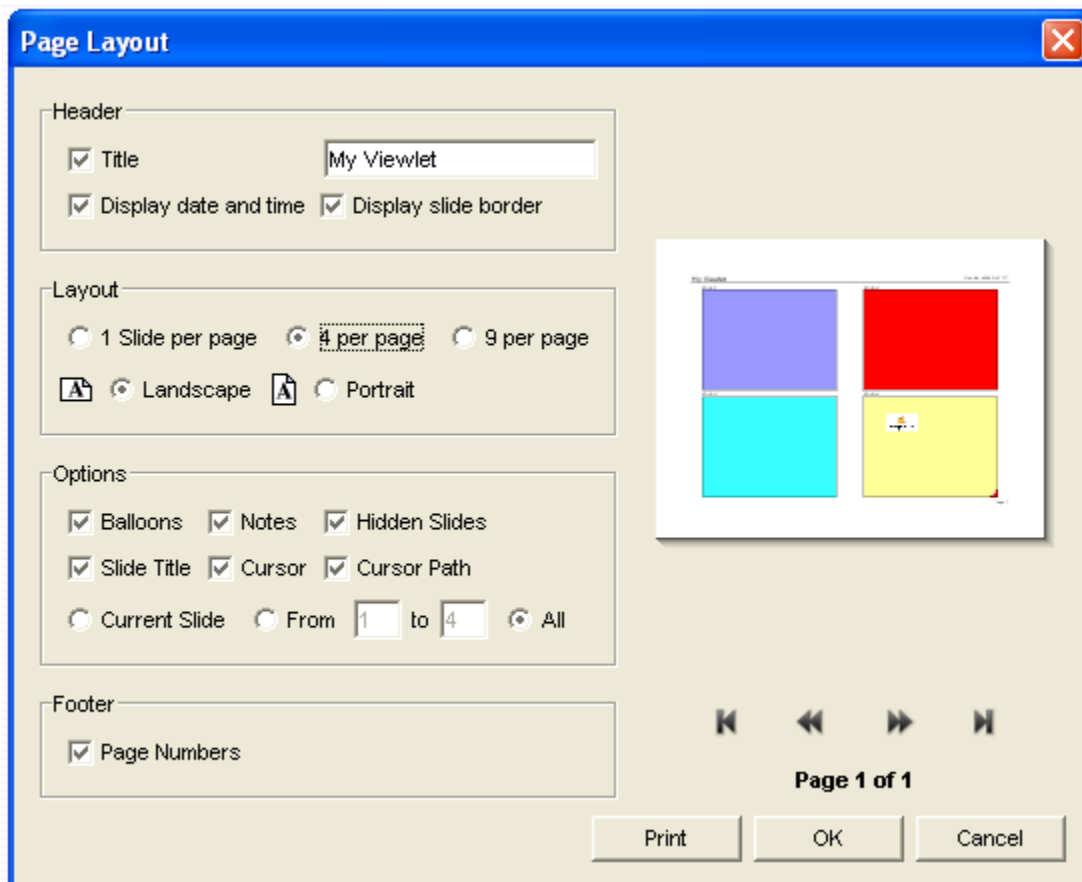 Page Layout
Header
Title My Viewlet
Display date and time Display slide border
Layout
1 Slide per page 4 per page 9 per page
A Landscape A Portrait
Options
Balloons Notes Hidden Slides
Slide Title Cursor Cursor Path
Current Slide From 1 to 4 All
Footer
Page Numbers
My Viewlet
Page 1 of 1
Print OK Cancel